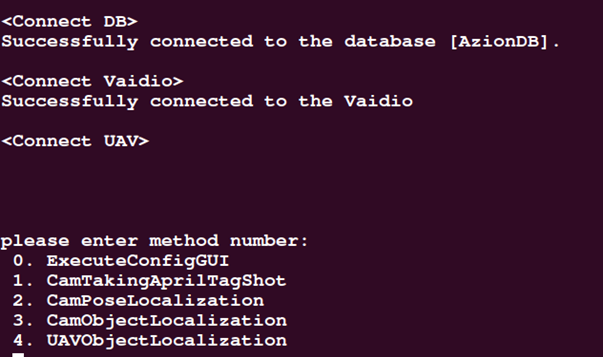 <Connect DB>
Successfully connected to the database [AzionDB].
<Connect Vaidio>
Successfully connected to the Vaidio
<Connect UAV>
please enter method number:
0. ExecuteConfigGUI
1. CamTakingAprilTagShot
2. CamPoseLocalization
3. CamObjectLocalization
4. UAVObjectLocalization